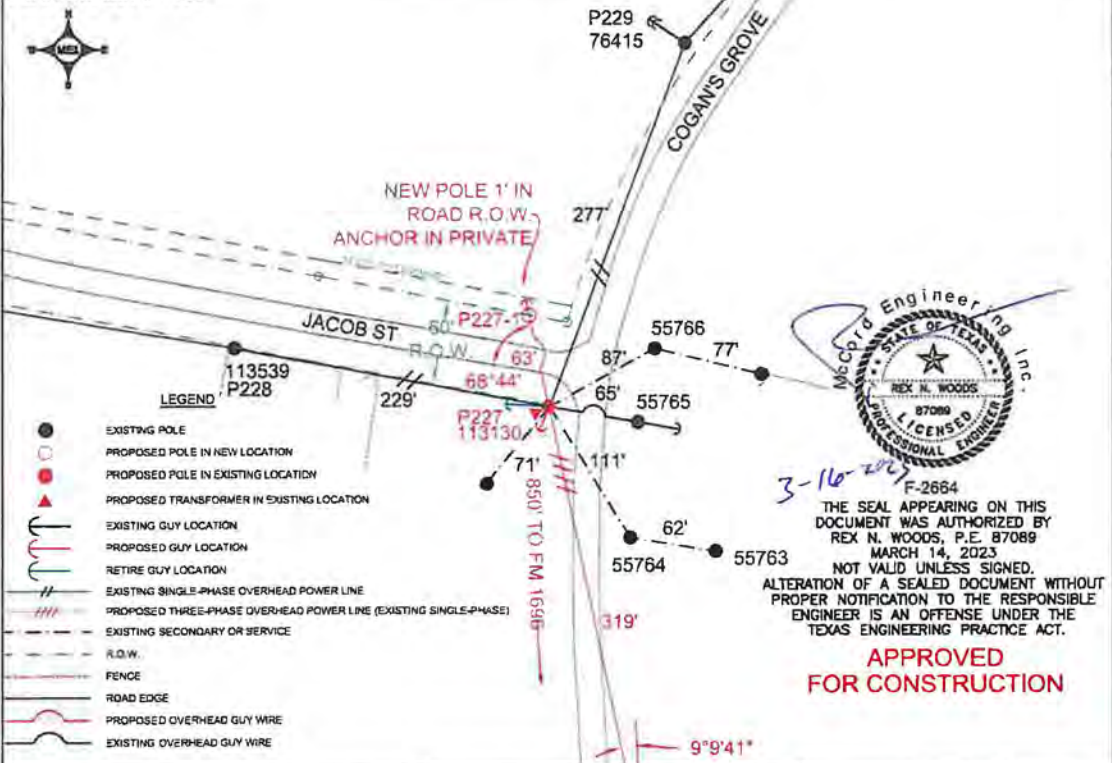 P229
76415
COGAN'S GROVE
NEW POLE 1' IN
ROAD R.O.W.
ANCHOR IN PRIVATE
277'
JACOB ST
60'
R.O.W.
P227-1
63'
68°44'
113539
P228
229'
P227
113130
55766
77'
87'
65'
55765
71'
111'
62'
55764
55763
850' TO FM 1696
319'
9°9'41"
LEGEND
EXISTING POLE
PROPOSED POLE IN NEW LOCATION
PROPOSED POLE IN EXISTING LOCATION
PROPOSED TRANSFORMER IN EXISTING LOCATION
EXISTING GUY LOCATION
PROPOSED GUY LOCATION
RETIRE GUY LOCATION
EXISTING SINGLE-PHASE OVERHEAD POWER LINE
PROPOSED THREE-PHASE OVERHEAD POWER LINE (EXISTING SINGLE-PHASE)
EXISTING SECONDARY OR SERVICE
R.O.W.
FENCE
ROAD EDGE
PROPOSED OVERHEAD GUY WIRE
EXISTING OVERHEAD GUY WIRE
McCord Engineering Inc.
STATE OF TEXAS
REX N. WOODS
87089
LICENSED
PROFESSIONAL ENGINEER
3-16-2023
F-2664
THE SEAL APPEARING ON THIS
DOCUMENT WAS AUTHORIZED BY
REX N. WOODS, P.E. 87089
MARCH 14, 2023
NOT VALID UNLESS SIGNED.
ALTERATION OF A SEALED DOCUMENT WITHOUT
PROPER NOTIFICATION TO THE RESPONSIBLE
ENGINEER IS AN OFFENSE UNDER THE
TEXAS ENGINEERING PRACTICE ACT.
APPROVED
FOR CONSTRUCTION